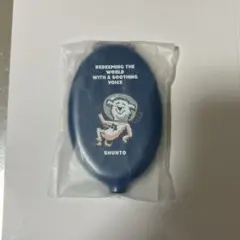 REDEEMING THE
WORLD
WITH A SOOTHING
VOICE
SHUNTO